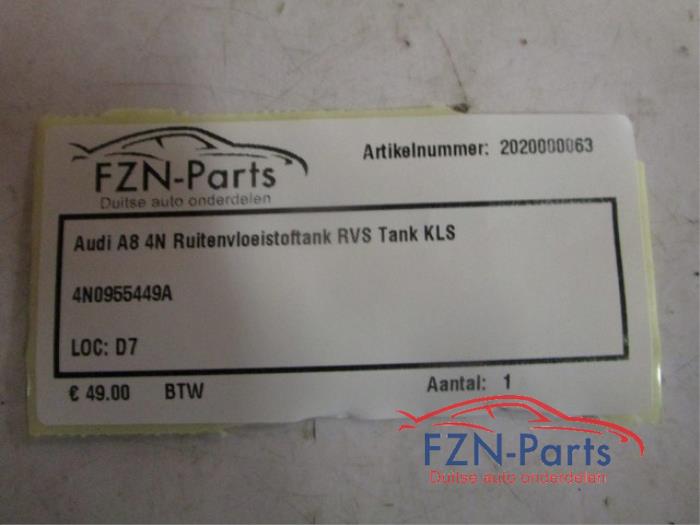 FZN-Parts
Duitse auto onderdelen
Artikelnummer: 2020000063
Audi A8 4N Ruitenvloeistoftank RVS Tank KLS
4N0955449A
LOC: D7
€ 49.00 BTW Aantal: 1
FZN-Parts
Duitse auto onderdelen